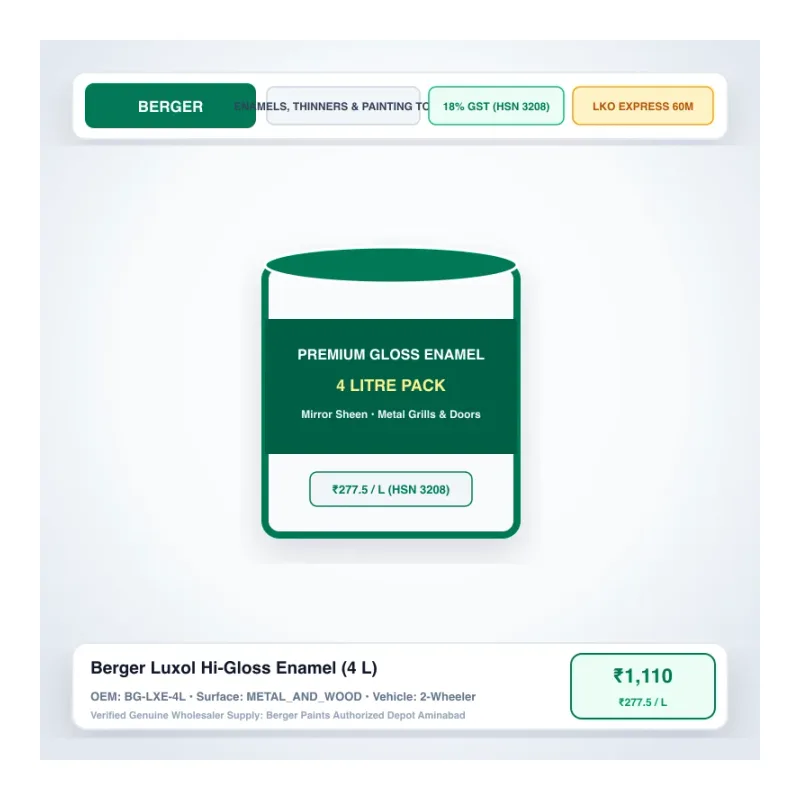 BERGER
ENAMELS, THINNERS & PAINTING TO
18% GST (HSN 3208)
LKO EXPRESS 60M
PREMIUM GLOSS ENAMEL
4 LITRE PACK
Mirror Sheen • Metal Grills & Doors
₹277.5 / L (HSN 3208)
Berger Luxol Hi-Gloss Enamel (4 L)
₹1,110
OEM: BG-LXE-4L • Surface: METAL_AND_WOOD • Vehicle: 2-Wheeler
₹277.5 / L
Verified Genuine Wholesaler Supply: Berger Paints Authorized Depot Aminabad